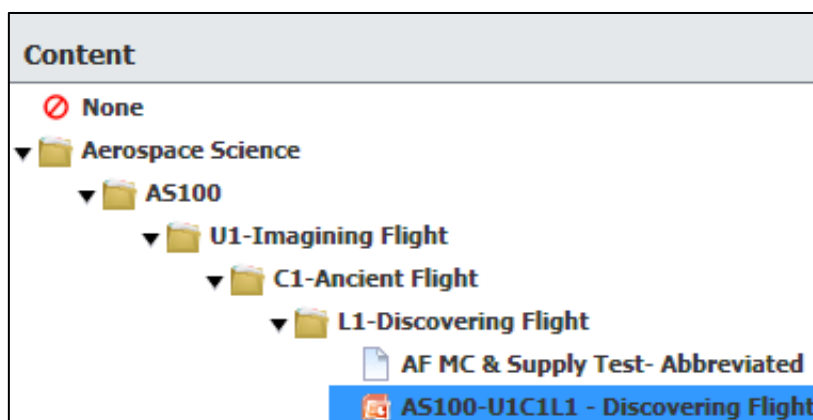 Content
None
Aerospace Science
AS100
U1-Imagining Flight
C1-Ancient Flight
L1-Discovering Flight
AF MC & Supply Test- Abbreviated
AS100-U1C1L1 - Discovering Flight